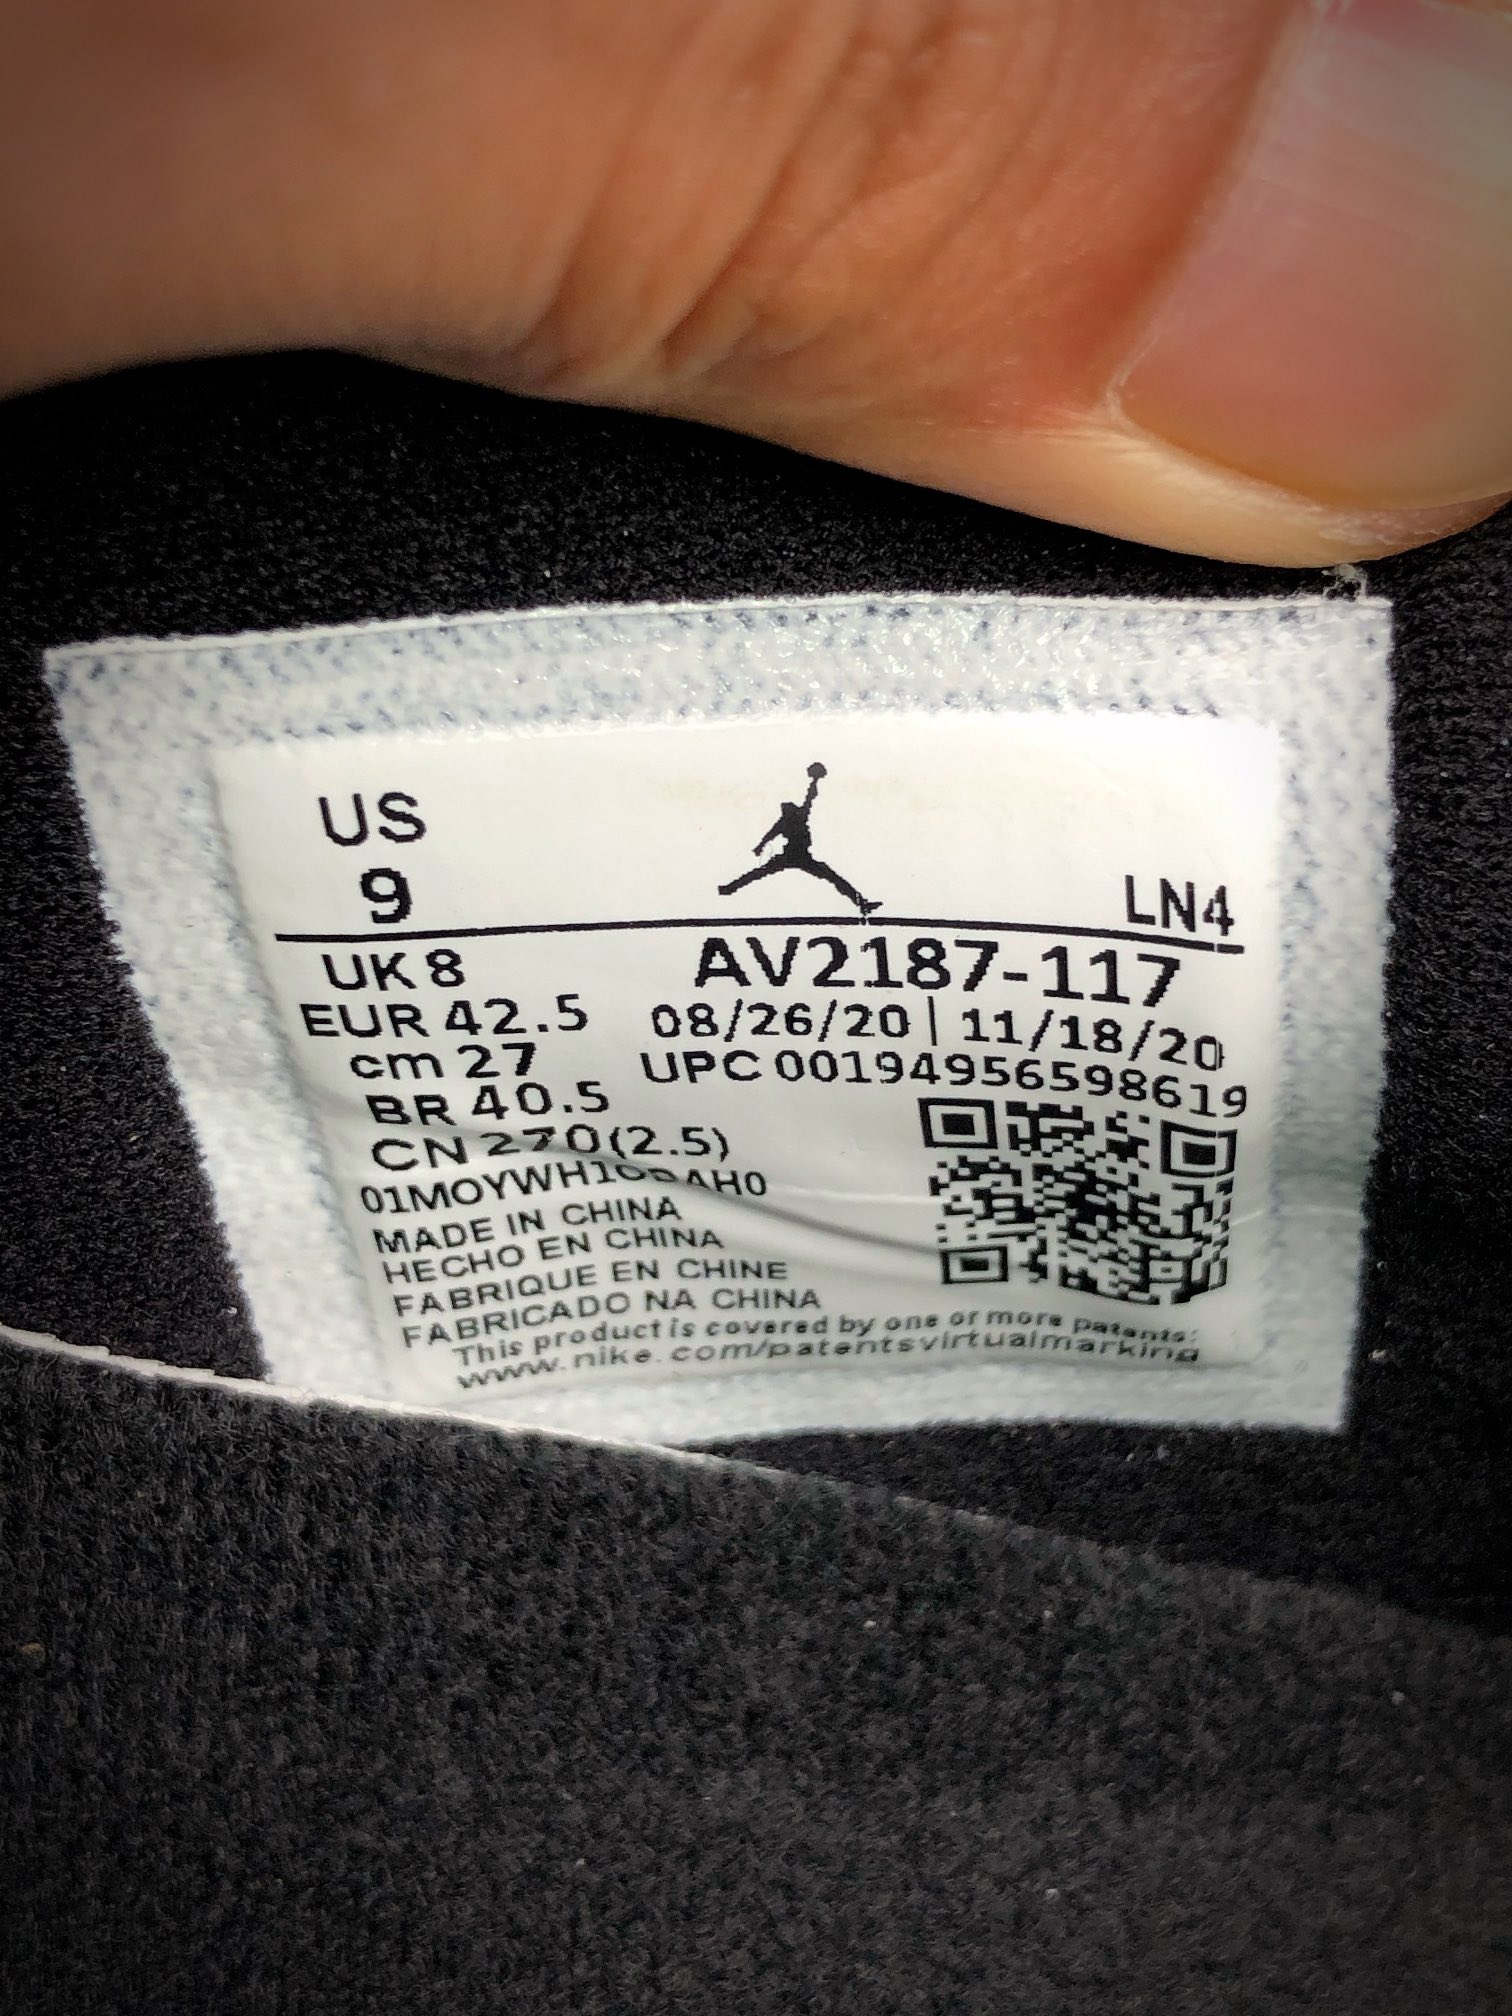 US
9
LN4
UK 8
AV2187-117
EUR 42.5
08/26/20 | 11/18/20
cm 27
UPC 00194956598619
BR 40.5
CN 270(2.5)
MADE IN CHINA
HECHO EN CHINA
FABRIQUE EN CHINE
FABRICADO NA CHINA
This product is covered by one or more patents:
www.nike.com/patentsvirtualmarking